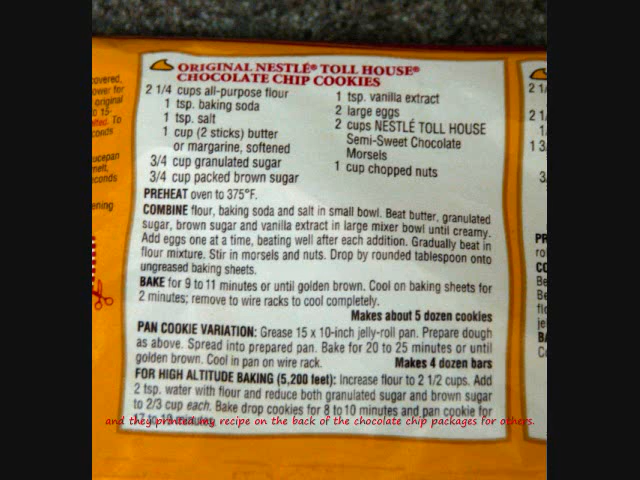 ORIGINAL NESTLÉ® TOLL HOUSE®
CHOCOLATE CHIP COOKIES
2 1/4 cups all-purpose flour
1 tsp. baking soda
1 tsp. salt
1 cup (2 sticks) butter
or margarine, softened
3/4 cup granulated sugar
3/4 cup packed brown sugar
1 tsp. vanilla extract
2 large eggs
2 cups NESTLÉ TOLL HOUSE
Semi-Sweet Chocolate
Morsels
1 cup chopped nuts
PREHEAT oven to 375°F.
COMBINE flour, baking soda and salt in small bowl. Beat butter, granulated
sugar, brown sugar and vanilla extract in large mixer bowl until creamy.
Add eggs one at a time, beating well after each addition. Gradually beat in
flour mixture. Stir in morsels and nuts. Drop by rounded tablespoon onto
ungreased baking sheets.
BAKE for 9 to 11 minutes or until golden brown. Cool on baking sheets for
2 minutes; remove to wire racks to cool completely.
Makes about 5 dozen cookies
PAN COOKIE VARIATION: Grease 15 x 10-inch jelly-roll pan. Prepare dough
as above. Spread into prepared pan. Bake for 20 to 25 minutes or until
golden brown. Cool in pan on wire rack. Makes 4 dozen bars
FOR HIGH ALTITUDE BAKING (5,200 feet): Increase flour to 2 1/2 cups. Add
2 tsp. water with flour and reduce both granulated sugar and brown sugar
to 2/3 cup each. Bake drop cookies for 8 to 10 minutes and pan cookie for
and they printed my recipe on the back of the chocolate chip packages for others.